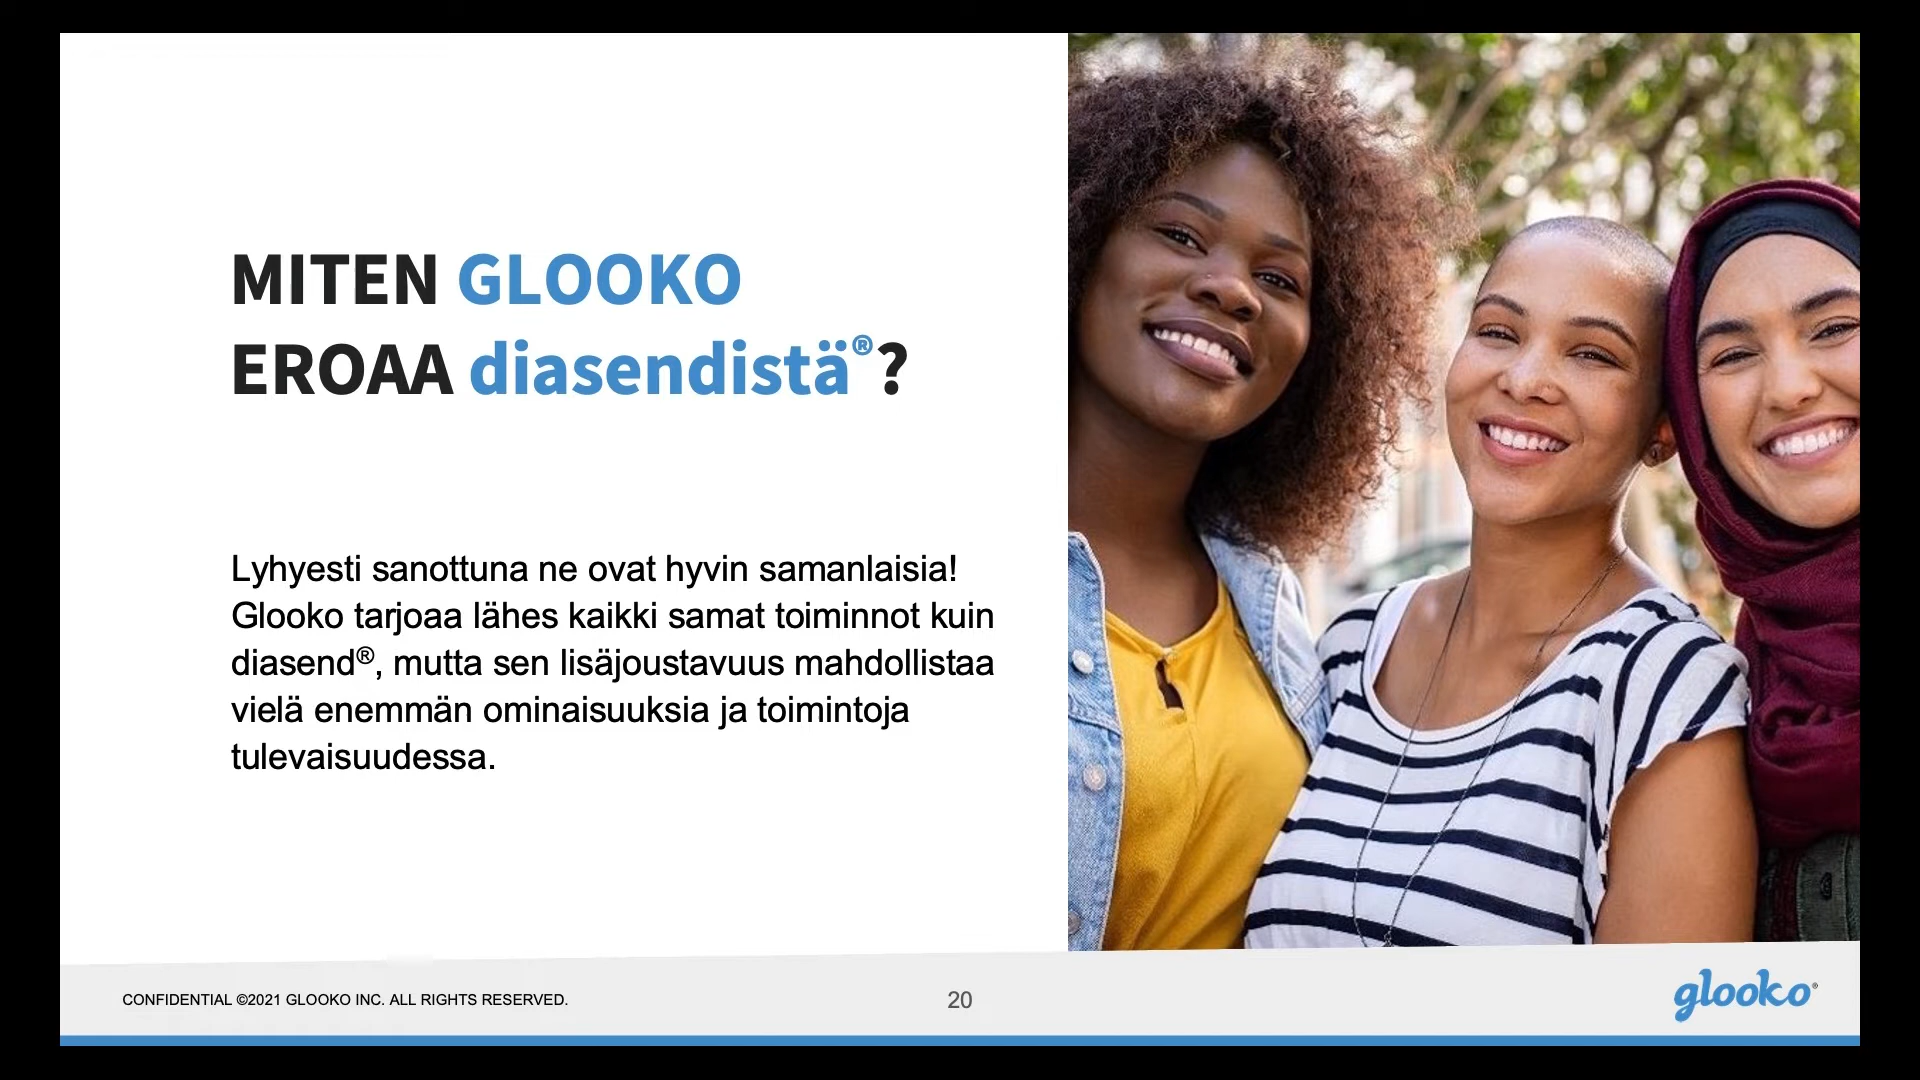 MITEN GLOOKO
EROAA diasendistä®?
Lyhyesti sanottuna ne ovat hyvin samanlaisia!
Glooko tarjoaa lähes kaikki samat toiminnot kuin
diasend®, mutta sen lisäjoustavuus mahdollistaa
vielä enemmän ominaisuuksia ja toimintoja
tulevaisuudessa.
CONFIDENTIAL ©2021 GLOOKO INC. ALL RIGHTS RESERVED.
20
glooko®